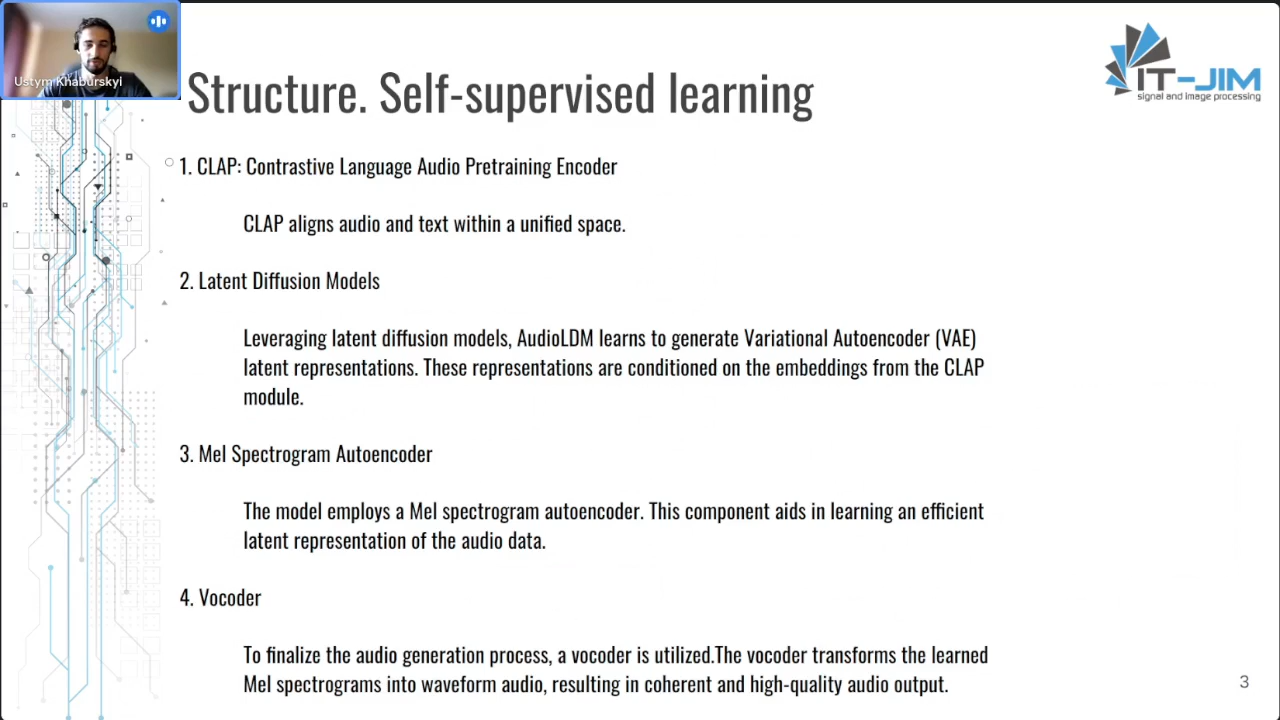 Ustym Khaburskyi
IT-JIM
signal and image processing
Structure. Self-supervised learning
1. CLAP: Contrastive Language Audio Pretraining Encoder
CLAP aligns audio and text within a unified space.
2. Latent Diffusion Models
Leveraging latent diffusion models, AudioLDM learns to generate Variational Autoencoder (VAE)
latent representations. These representations are conditioned on the embeddings from the CLAP
module.
3. Mel Spectrogram Autoencoder
The model employs a Mel spectrogram autoencoder. This component aids in learning an efficient
latent representation of the audio data.
4. Vocoder
To finalize the audio generation process, a vocoder is utilized.The vocoder transforms the learned
Mel spectrograms into waveform audio, resulting in coherent and high-quality audio output.
3